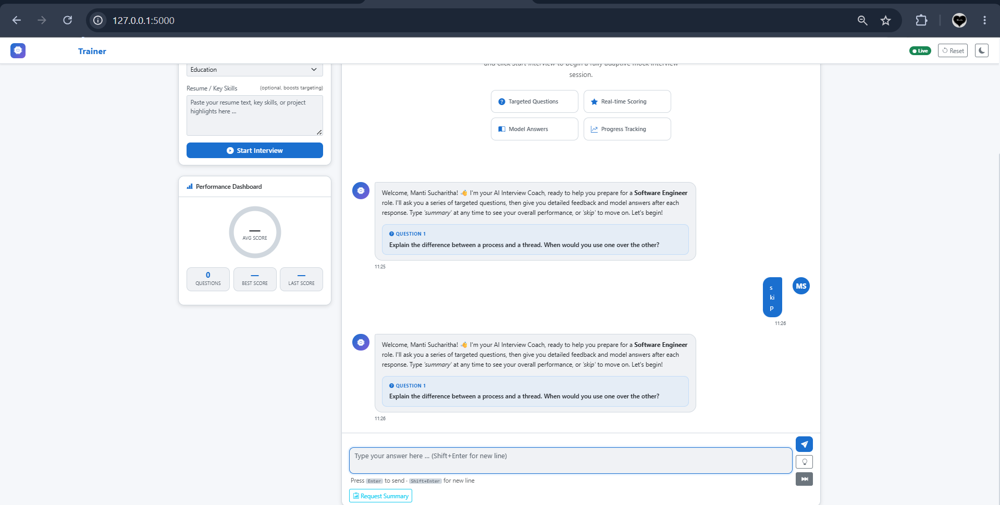 127.0.0.1:5000
Trainer
Live
Reset
Education
Resume / Key Skills
(optional, boosts targeting)
Paste your resume text, key skills, or project
highlights here ...
Start Interview
Performance Dashboard
—
AVG SCORE
0
QUESTIONS
—
BEST SCORE
—
LAST SCORE
and click Start Interview to begin a fully adaptive mock interview
session.
Targeted Questions
Real-time Scoring
Model Answers
Progress Tracking
Welcome, Manti Sucharitha! 👋 I'm your AI Interview Coach, ready to help you prepare for a Software Engineer
role. I'll ask you a series of targeted questions, then give you detailed feedback and model answers after each
response. Type 'summary' at any time to see your overall performance, or 'skip' to move on. Let's begin!
QUESTION 1
Explain the difference between a process and a thread. When would you use one over the other?
11:25
s
ki
p
MS
11:26
Welcome, Manti Sucharitha! 👋 I'm your AI Interview Coach, ready to help you prepare for a Software Engineer
role. I'll ask you a series of targeted questions, then give you detailed feedback and model answers after each
response. Type 'summary' at any time to see your overall performance, or 'skip' to move on. Let's begin!
QUESTION 1
Explain the difference between a process and a thread. When would you use one over the other?
11:26
Type your answer here ... (Shift+Enter for new line)
Press Enter to send · Shift+Enter for new line
Request Summary